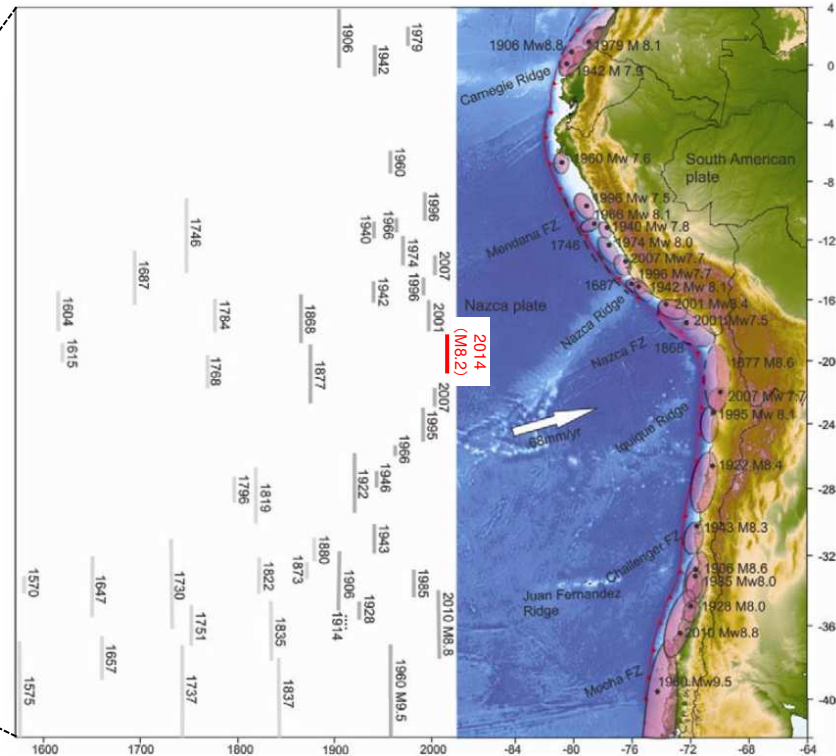 1906
1979
1942
1960
1996
1966
1940
1974
2007
1996
1942
2001
2014
(M8.2)
1746
1687
1604
1615
1784
1768
1868
1877
2007
1995
1966
1946
1922
1943
1819
1796
1880
1873
1822
1906
1914
1928
1985
2010 M8.8
1730
1751
1835
1647
1657
1570
1575
1737
1837
1960 M9.5
1600
1700
1800
1900
2000
1906 Mw8.8
1979 M 8.1
1942 M 7.9
Carnegie Ridge
1960 Mw 7.6
South American
plate
1996 Mw 7.5
1966 Mw 8.1
1940 Mw 7.8
Mendana FZ
1746
1974 Mw 8.0
2007 Mw7.7
1996 Mw7.7
1687
1942 Mw 8.1
Nazca plate
2001 Mw8.4
Nazca Ridge
2001 Mw7.5
Nazca FZ
1868
1877 M8.6
2007 Mw 7.7
1995 Mw 8.1
68mm/yr
Iquique Ridge
1922 M8.4
1943 M8.3
Challenger FZ
1906 M8.6
1985 Mw8.0
Juan Fernandez
Ridge
1928 M8.0
2010 Mw8.8
Mocha FZ
1960 Mw9.5
4
0
-4
-8
-12
-16
-20
-24
-28
-32
-36
-40
-84
-80
-76
-72
-68